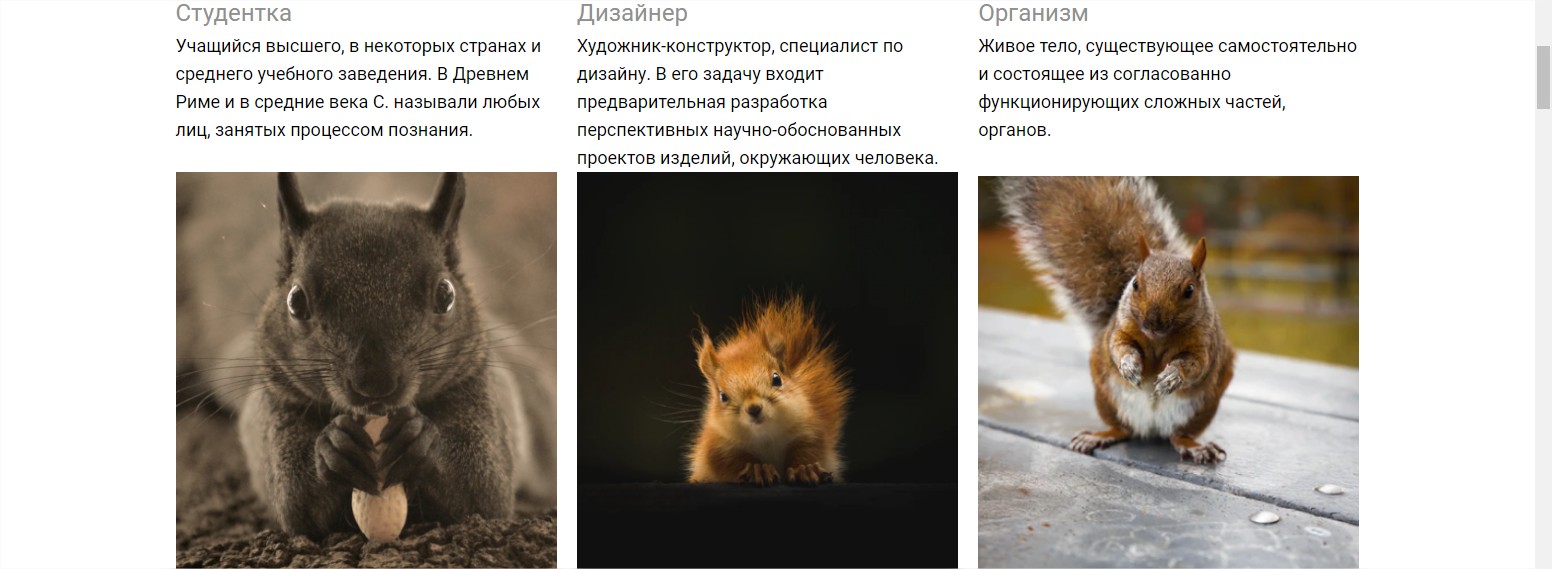 Студентка
Учащийся высшего, в некоторых странах и
среднего учебного заведения. В Древнем
Риме и в средние века С. называли любых
лиц, занятых процессом познания.
Дизайнер
Художник-конструктор, специалист по
дизайну. В его задачу входит
предварительная разработка
перспективных научно-обоснованных
проектов изделий, окружающих человека.
Организм
Живое тело, существующее самостоятельно
и состоящее из согласованно
функционирующих сложных частей,
органов.